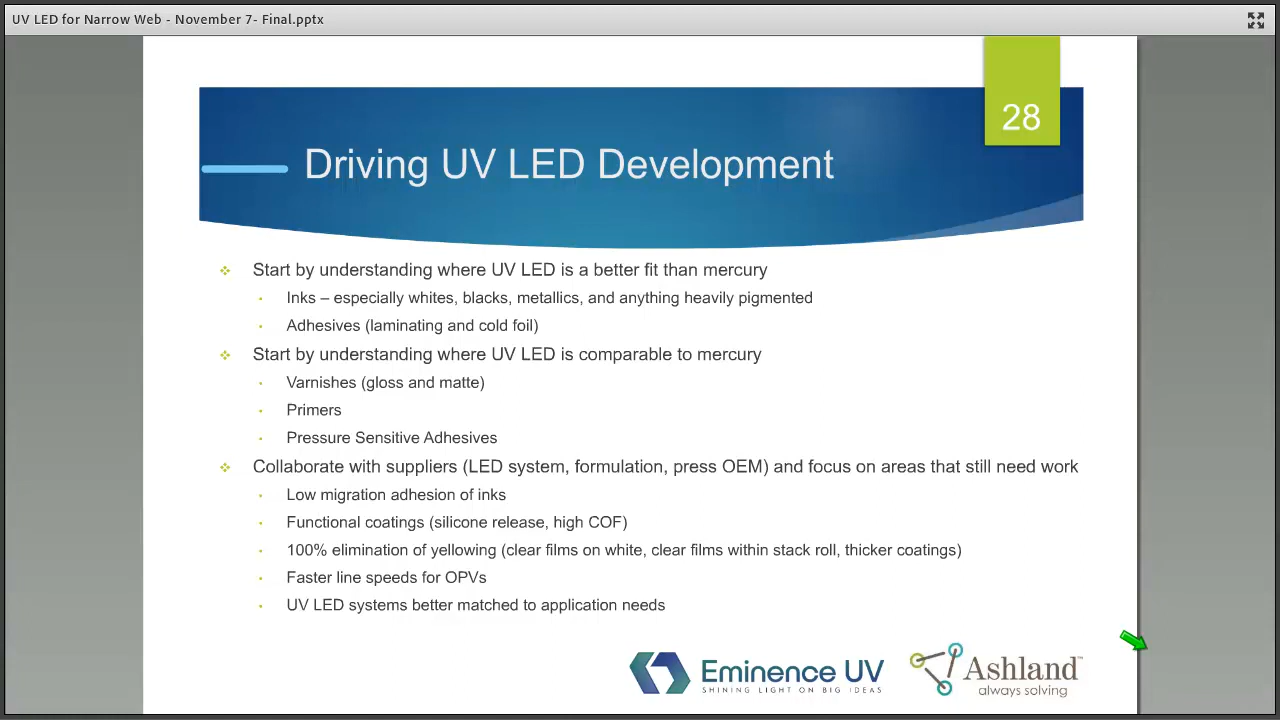 UV LED for Narrow Web - November 7- Final.pptx
28
Driving UV LED Development
Start by understanding where UV LED is a better fit than mercury
Inks – especially whites, blacks, metallics, and anything heavily pigmented
Adhesives (laminating and cold foil)
Start by understanding where UV LED is comparable to mercury
Varnishes (gloss and matte)
Primers
Pressure Sensitive Adhesives
Collaborate with suppliers (LED system, formulation, press OEM) and focus on areas that still need work
Low migration adhesion of inks
Functional coatings (silicone release, high COF)
100% elimination of yellowing (clear films on white, clear films within stack roll, thicker coatings)
Faster line speeds for OPVs
UV LED systems better matched to application needs
Eminence UV
SHINING LIGHT ON BIG IDEAS
Ashland™
always solving